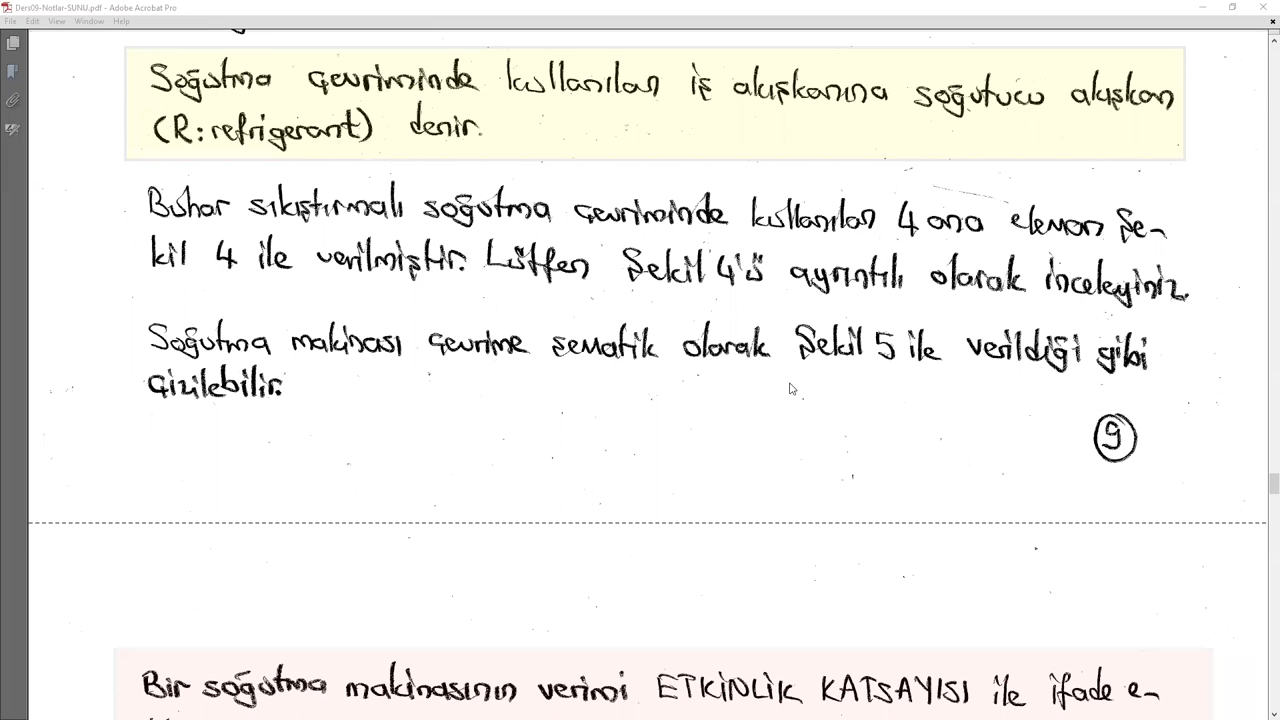 Ders09-Notlar-SUNU.pdf - Adobe Acrobat Pro
File Edit View Window Help
Soğutma çevriminde kullanılan iş akışkanına soğutucu akışkan
(R: refrigerant) denir.
Buhar sıkıştırmalı soğutma çevriminde kullanılan 4 ana eleman Şe-
kil 4 ile verilmiştir. Lütfen Şekil 4'ü ayrıntılı olarak inceleyiniz.
Soğutma makinası çevrime şematik olarak Şekil 5 ile verildiği gibi
çizilebilir.
9
Bir soğutma makinasının verimi ETKİNLİK KATSAYISI ile ifade e-